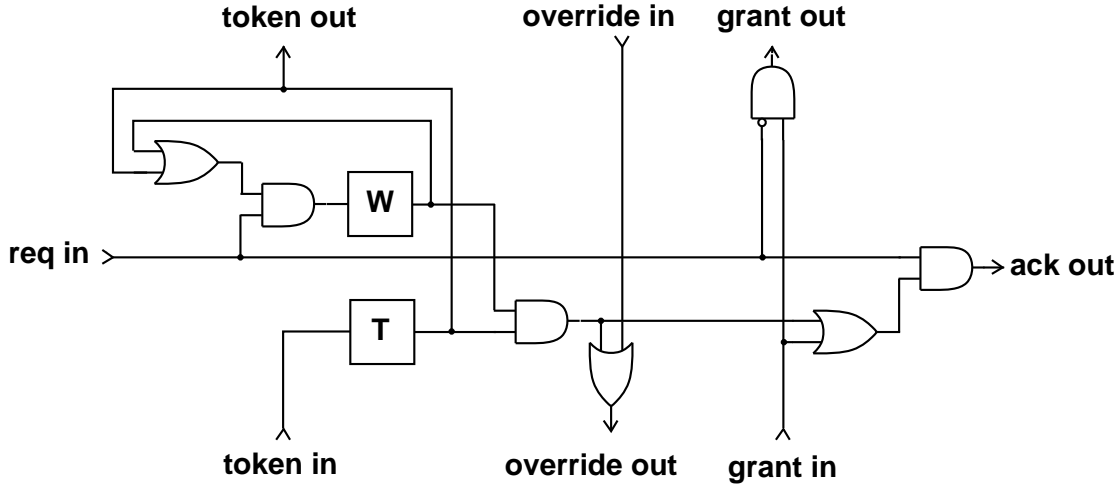 token out
override in
grant out
W
req in
ack out
T
token in
override out
grant in